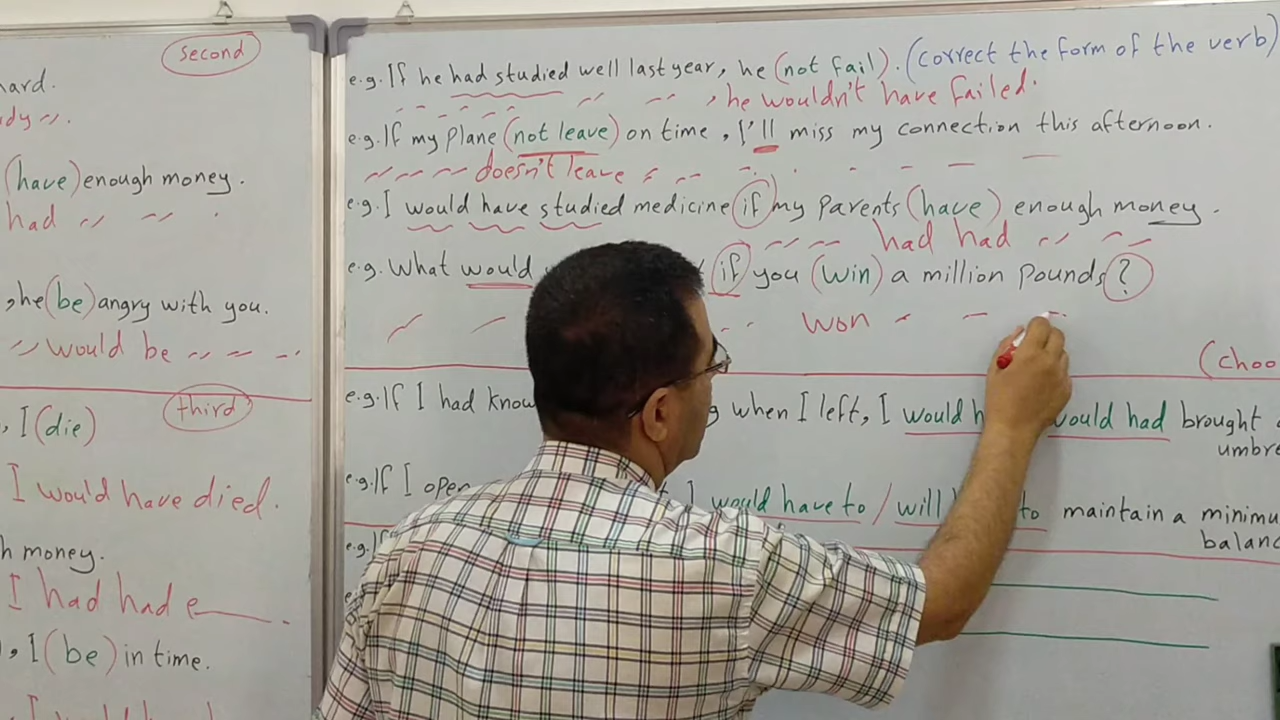 second
hard.
(have) enough money.
had 〃 〃 .
, he (be) angry with you.
〃 would be 〃 〃
third
, I (die)
I would have died.
money.
I had had e
, I (be) in time.
e.g. If he had studied well last year, he (not fail). (correct the form of the verb)
, he wouldn't have failed.
e.g. If my plane (not leave) on time, I'll miss my connection this afternoon.
doesn't leave
e.g. I would have studied medicine if my parents (have) enough money.
had had
e.g. What would if you (win) a million pounds?
won
(choo
e.g. If I had know when I left, I would would had brought
umbre
e.g. If I open I would have to / will to maintain a minimu
balanc